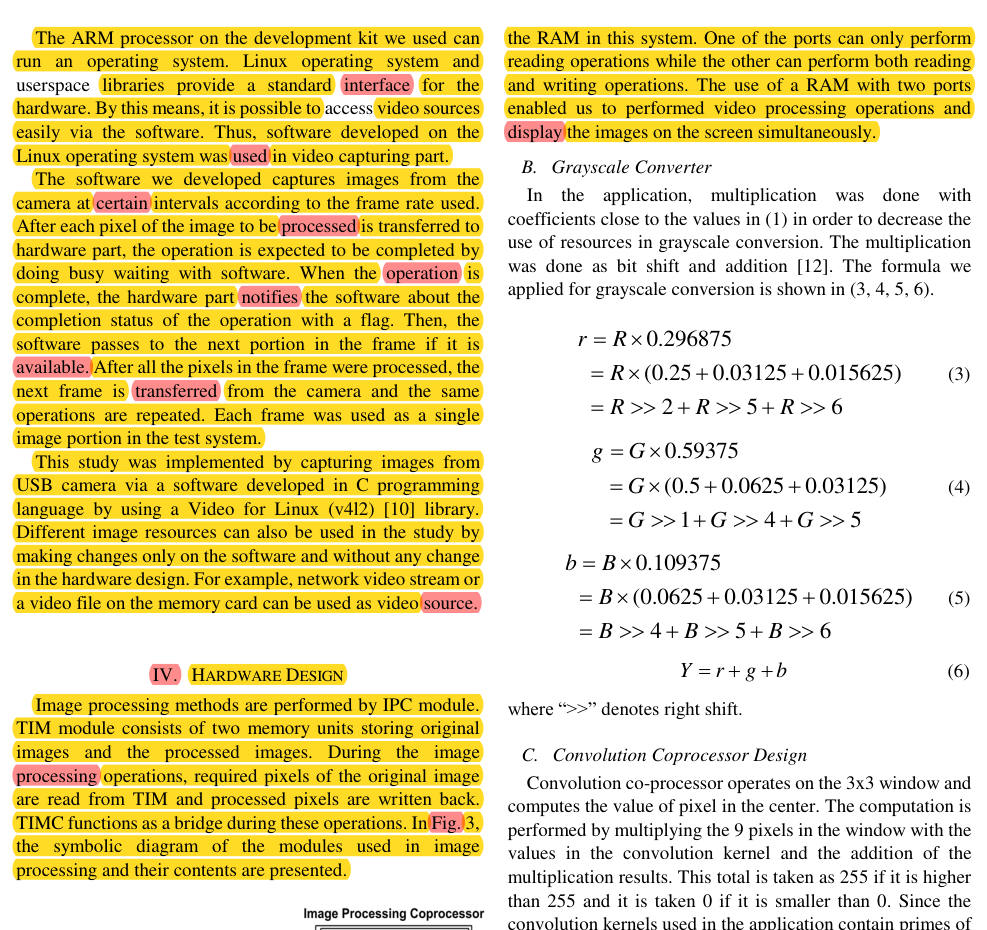 The ARM processor on the development kit we used can
run an operating system. Linux operating system and
userspace libraries provide a standard interface for the
hardware. By this means, it is possible to access video sources
easily via the software. Thus, software developed on the
Linux operating system was used in video capturing part.
The software we developed captures images from the
camera at certain intervals according to the frame rate used.
After each pixel of the image to be processed is transferred to
hardware part, the operation is expected to be completed by
doing busy waiting with software. When the operation is
complete, the hardware part notifies the software about the
completion status of the operation with a flag. Then, the
software passes to the next portion in the frame if it is
available. After all the pixels in the frame were processed, the
next frame is transferred from the camera and the same
operations are repeated. Each frame was used as a single
image portion in the test system.
This study was implemented by capturing images from
USB camera via a software developed in C programming
language by using a Video for Linux (v4l2) [10] library.
Different image resources can also be used in the study by
making changes only on the software and without any change
in the hardware design. For example, network video stream or
a video file on the memory card can be used as video source.
IV. HARDWARE DESIGN
Image processing methods are performed by IPC module.
TIM module consists of two memory units storing original
images and the processed images. During the image
processing operations, required pixels of the original image
are read from TIM and processed pixels are written back.
TIMC functions as a bridge during these operations. In Fig. 3,
the symbolic diagram of the modules used in image
processing and their contents are presented.
Image Processing Coprocessor
the RAM in this system. One of the ports can only perform
reading operations while the other can perform both reading
and writing operations. The use of a RAM with two ports
enabled us to performed video processing operations and
display the images on the screen simultaneously.
B. Grayscale Converter
In the application, multiplication was done with
coefficients close to the values in (1) in order to decrease the
use of resources in grayscale conversion. The multiplication
was done as bit shift and addition [12]. The formula we
applied for grayscale conversion is shown in (3, 4, 5, 6).
r = R × 0.296875
= R × (0.25 + 0.03125 + 0.015625) (3)
= R >> 2 + R >> 5 + R >> 6
g = G × 0.59375
= G × (0.5 + 0.0625 + 0.03125) (4)
= G >> 1 + G >> 4 + G >> 5
b = B × 0.109375
= B × (0.0625 + 0.03125 + 0.015625) (5)
= B >> 4 + B >> 5 + B >> 6
Y = r + g + b (6)
where “>>” denotes right shift.
C. Convolution Coprocessor Design
Convolution co-processor operates on the 3x3 window and
computes the value of pixel in the center. The computation is
performed by multiplying the 9 pixels in the window with the
values in the convolution kernel and the addition of the
multiplication results. This total is taken as 255 if it is higher
than 255 and it is taken 0 if it is smaller than 0. Since the
convolution kernels used in the application contain primes of